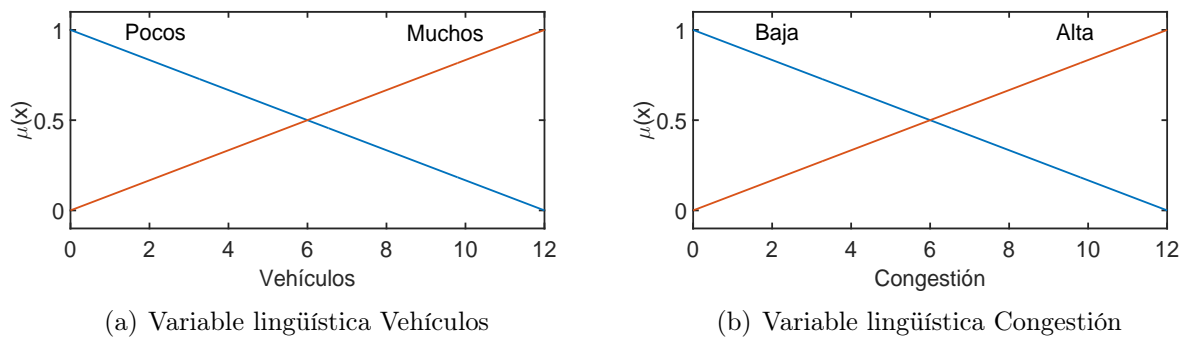 Pocos
Muchos
1
0.5
0
μ(x)
0 2 4 6 8 10 12
Vehículos
(a) Variable lingüística Vehículos
Baja
Alta
1
0.5
0
μ(x)
0 2 4 6 8 10 12
Congestión
(b) Variable lingüística Congestión